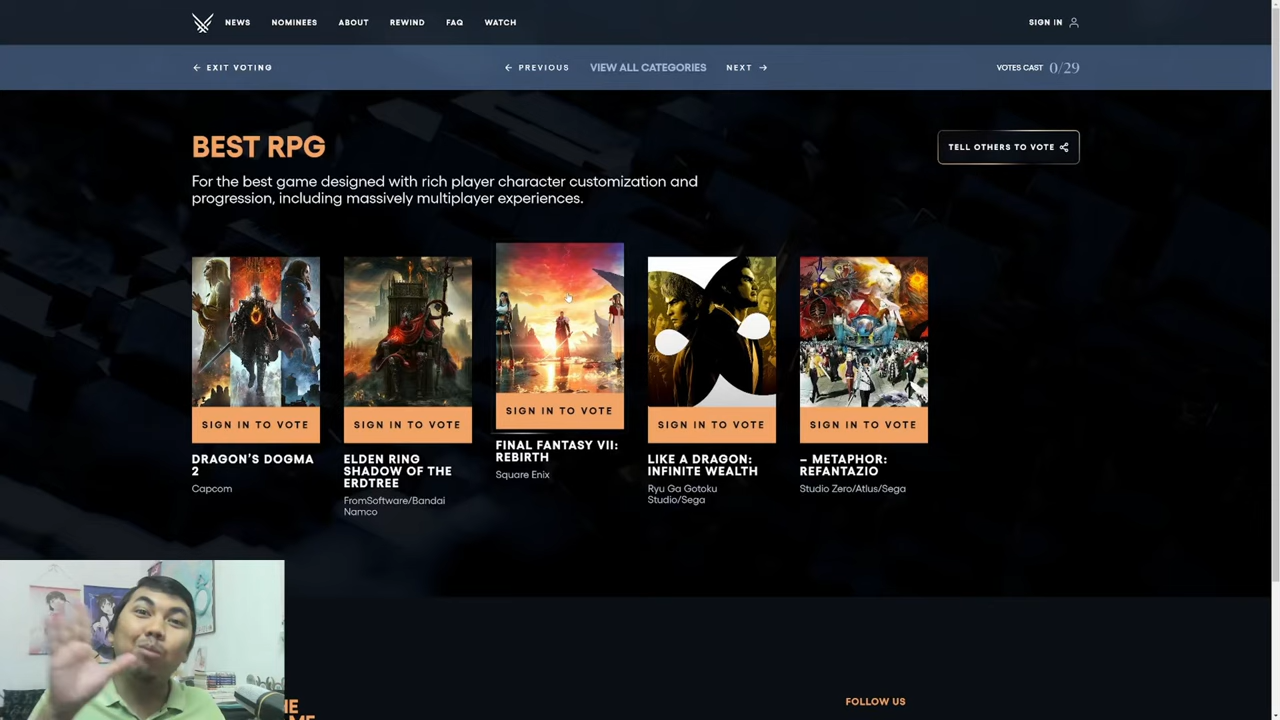 NEWS NOMINEES ABOUT REWIND FAQ WATCH SIGN IN
← EXIT VOTING ← PREVIOUS VIEW ALL CATEGORIES NEXT → VOTES CAST 0/29
BEST RPG
TELL OTHERS TO VOTE
For the best game designed with rich player character customization and
progression, including massively multiplayer experiences.
SIGN IN TO VOTE
DRAGON'S DOGMA
2
Capcom
SIGN IN TO VOTE
ELDEN RING
SHADOW OF THE
ERDTREE
FromSoftware/Bandai
Namco
SIGN IN TO VOTE
FINAL FANTASY VII:
REBIRTH
Square Enix
SIGN IN TO VOTE
LIKE A DRAGON:
INFINITE WEALTH
Ryu Ga Gotoku
Studio/Sega
SIGN IN TO VOTE
– METAPHOR:
REFANTAZIO
Studio Zero/Atlus/Sega
FOLLOW US